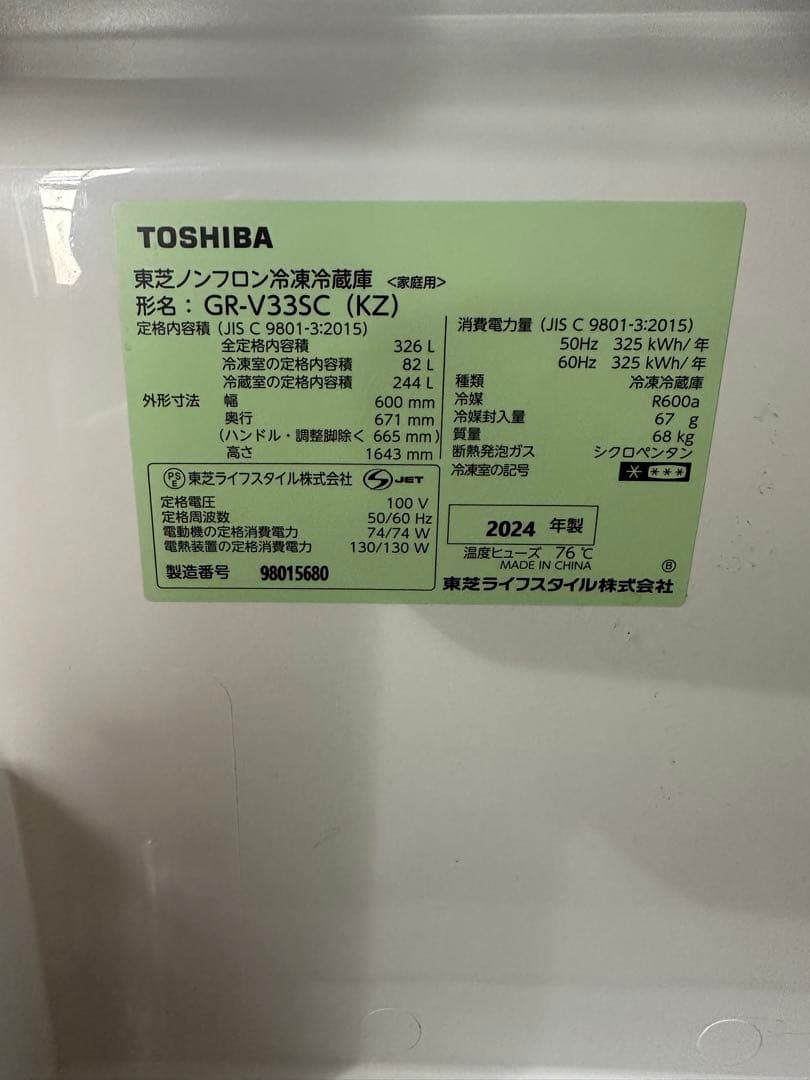 TOSHIBA
東芝ノンフロン冷凍冷蔵庫 <家庭用>
形名：GR-V33SC (KZ)
定格内容積 (JIS C 9801-3:2015)
全定格内容積 326 L
冷凍室の定格内容積 82 L
冷蔵室の定格内容積 244 L
外形寸法 幅 600 mm
奥行 671 mm
(ハンドル・調整脚除く 665 mm)
高さ 1643 mm
消費電力量 (JIS C 9801-3:2015)
50Hz 325 kWh/年
60Hz 325 kWh/年
種類 冷凍冷蔵庫
冷媒 R600a
冷媒封入量 67 g
質量 68 kg
断熱発泡ガス シクロペンタン
冷凍室の記号 * ***
PSE 東芝ライフスタイル株式会社 S JET
定格電圧 100 V
定格周波数 50/60 Hz
電動機の定格消費電力 74/74 W
電熱装置の定格消費電力 130/130 W
製造番号 98015680
2024 年製
温度ヒューズ 76℃
MADE IN CHINA
Ⓑ
東芝ライフスタイル株式会社